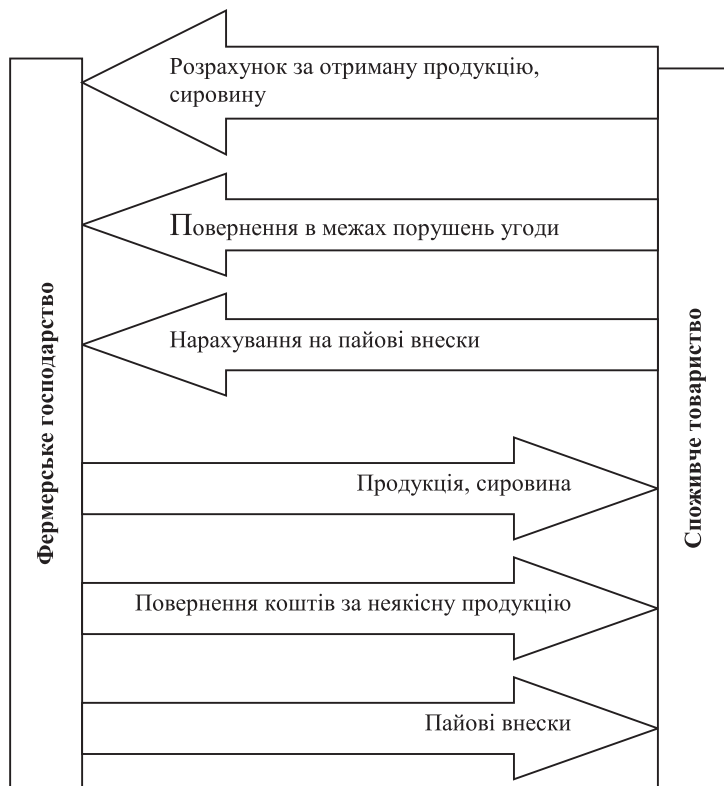 Розрахунок за отриману продукцію,
сировину
Повернення в межах порушень угоди
Нарахування на пайові внески
Фермерське господарство
Споживче товариство
Продукція, сировина
Повернення коштів за неякісну продукцію
Пайові внески